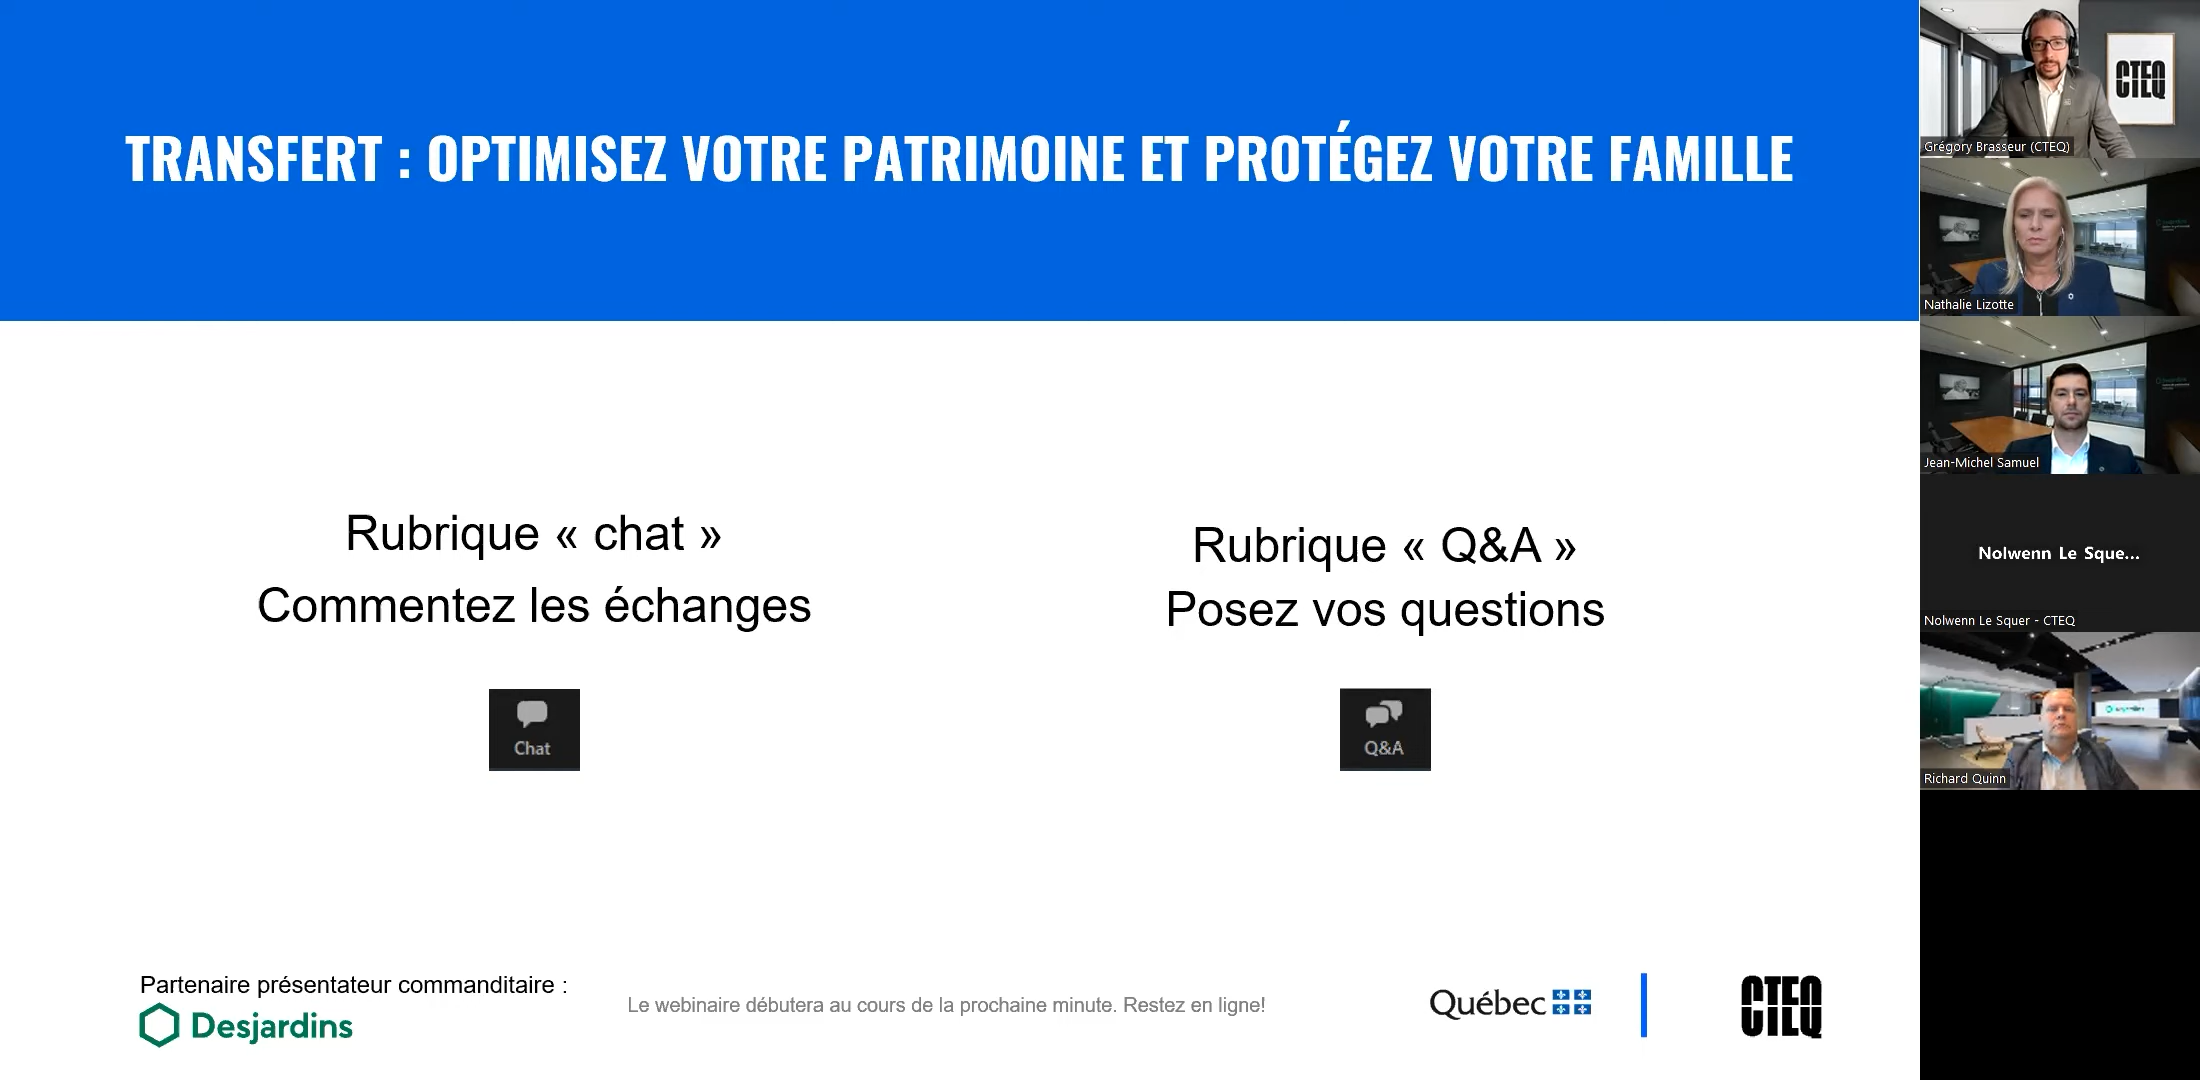 TRANSFERT : OPTIMISEZ VOTRE PATRIMOINE ET PROTÉGEZ VOTRE FAMILLE
Rubrique « chat »
Commentez les échanges
Chat
Rubrique « Q&A »
Posez vos questions
Q&A
Partenaire présentateur commanditaire :
Desjardins
Le webinaire débutera au cours de la prochaine minute. Restez en ligne!
Québec
CTEQ
CTEQ
Grégory Brasseur (CTEQ)
Nathalie Lizotte
Jean-Michel Samuel
Nolwenn Le Sque...
Nolwenn Le Squer - CTEQ
Desjardins
Richard Quinn